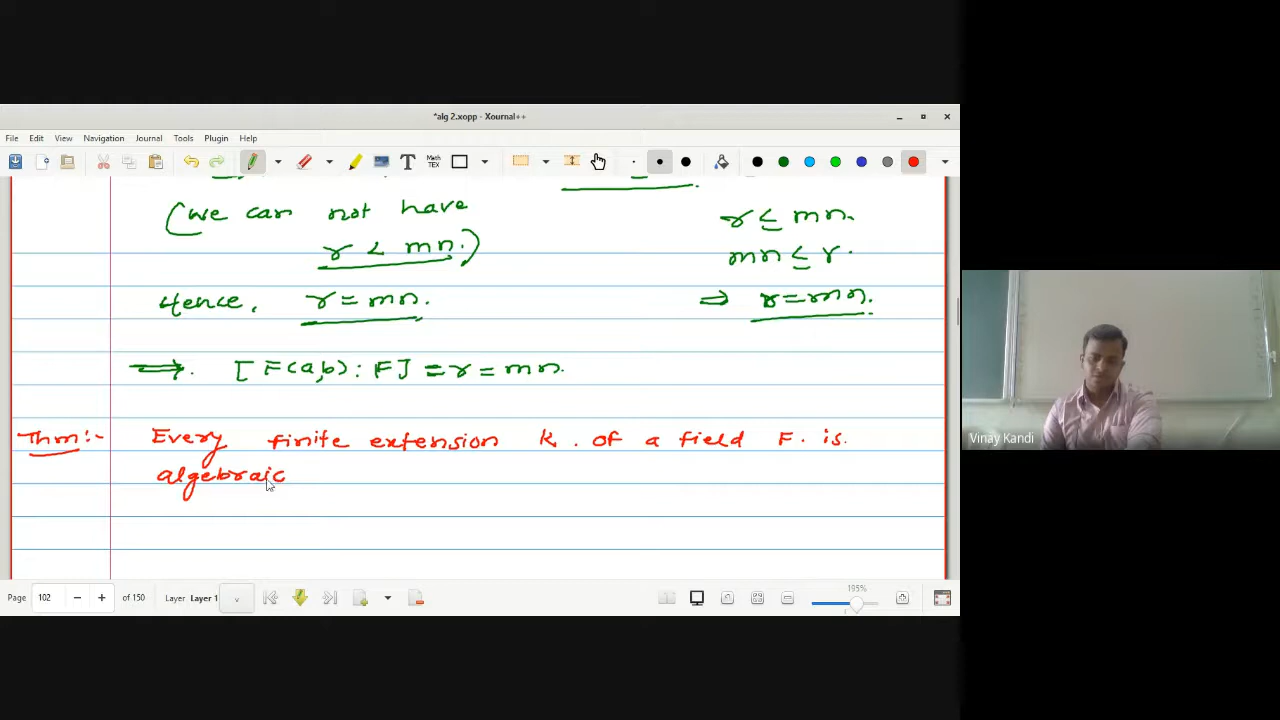 *alg 2.xopp - Xournal++
File Edit View Navigation Journal Tools Plugin Help
(we can not have
r < mn.)
r ≤ mn.
mn ≤ r.
Hence, r = mn.
⇒ r = mn.
⇒ [F(a,b) : F] = r = mn.
Thm:- Every finite extension K. of a field F. is.
algebraic
Vinay Kandi
Page 102 of 150 Layer Layer 1 195%